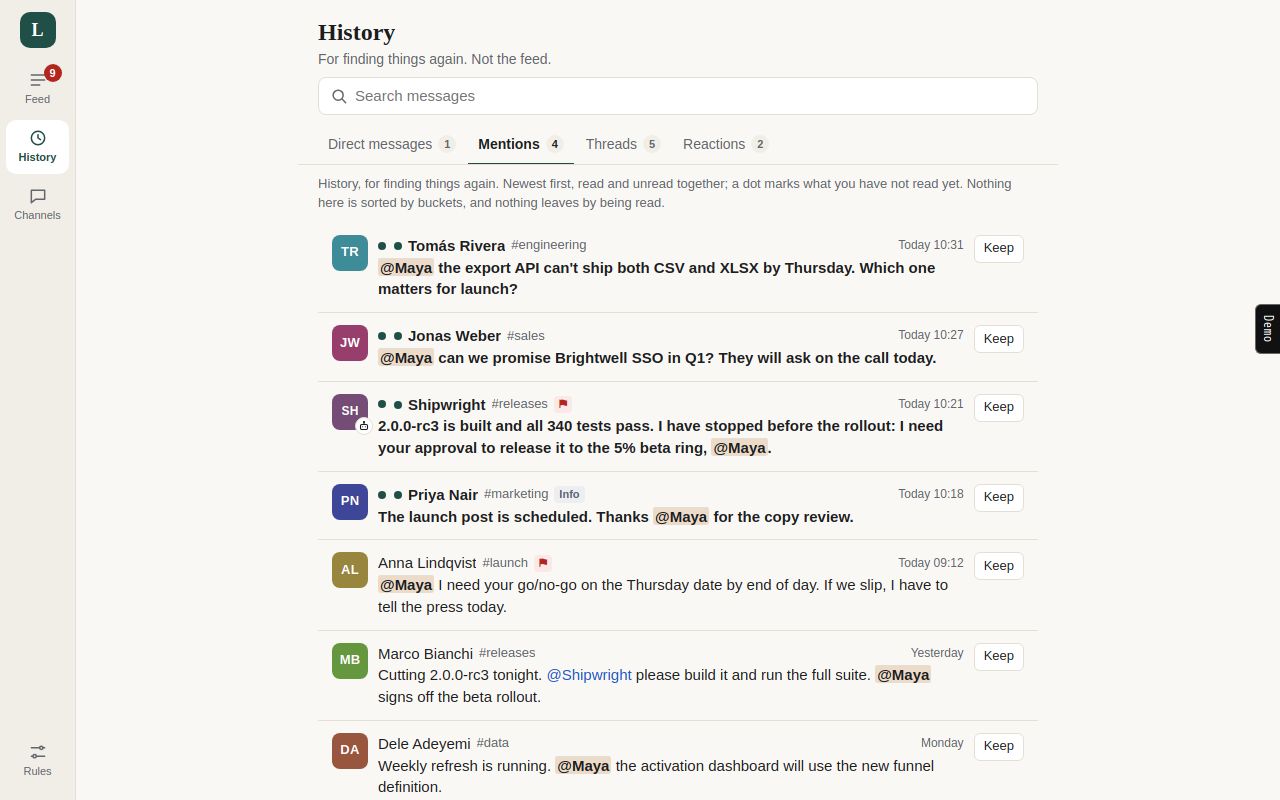 L
9
Feed
History
Channels
Rules
History
For finding things again. Not the feed.
Search messages
Direct messages 1 Mentions 4 Threads 5 Reactions 2
History, for finding things again. Newest first, read and unread together; a dot marks what you have not read yet. Nothing
here is sorted by buckets, and nothing leaves by being read.
TR Tomás Rivera #engineering Today 10:31 Keep
@Maya the export API can't ship both CSV and XLSX by Thursday. Which one
matters for launch?
JW Jonas Weber #sales Today 10:27 Keep
@Maya can we promise Brightwell SSO in Q1? They will ask on the call today.
SH Shipwright #releases Today 10:21 Keep
2.0.0-rc3 is built and all 340 tests pass. I have stopped before the rollout: I need
your approval to release it to the 5% beta ring, @Maya.
PN Priya Nair #marketing Info Today 10:18 Keep
The launch post is scheduled. Thanks @Maya for the copy review.
AL Anna Lindqvist #launch Today 09:12 Keep
@Maya I need your go/no-go on the Thursday date by end of day. If we slip, I have to
tell the press today.
MB Marco Bianchi #releases Yesterday Keep
Cutting 2.0.0-rc3 tonight. @Shipwright please build it and run the full suite. @Maya
signs off the beta rollout.
DA Dele Adeyemi #data Monday Keep
Weekly refresh is running. @Maya the activation dashboard will use the new funnel
definition.
Demo